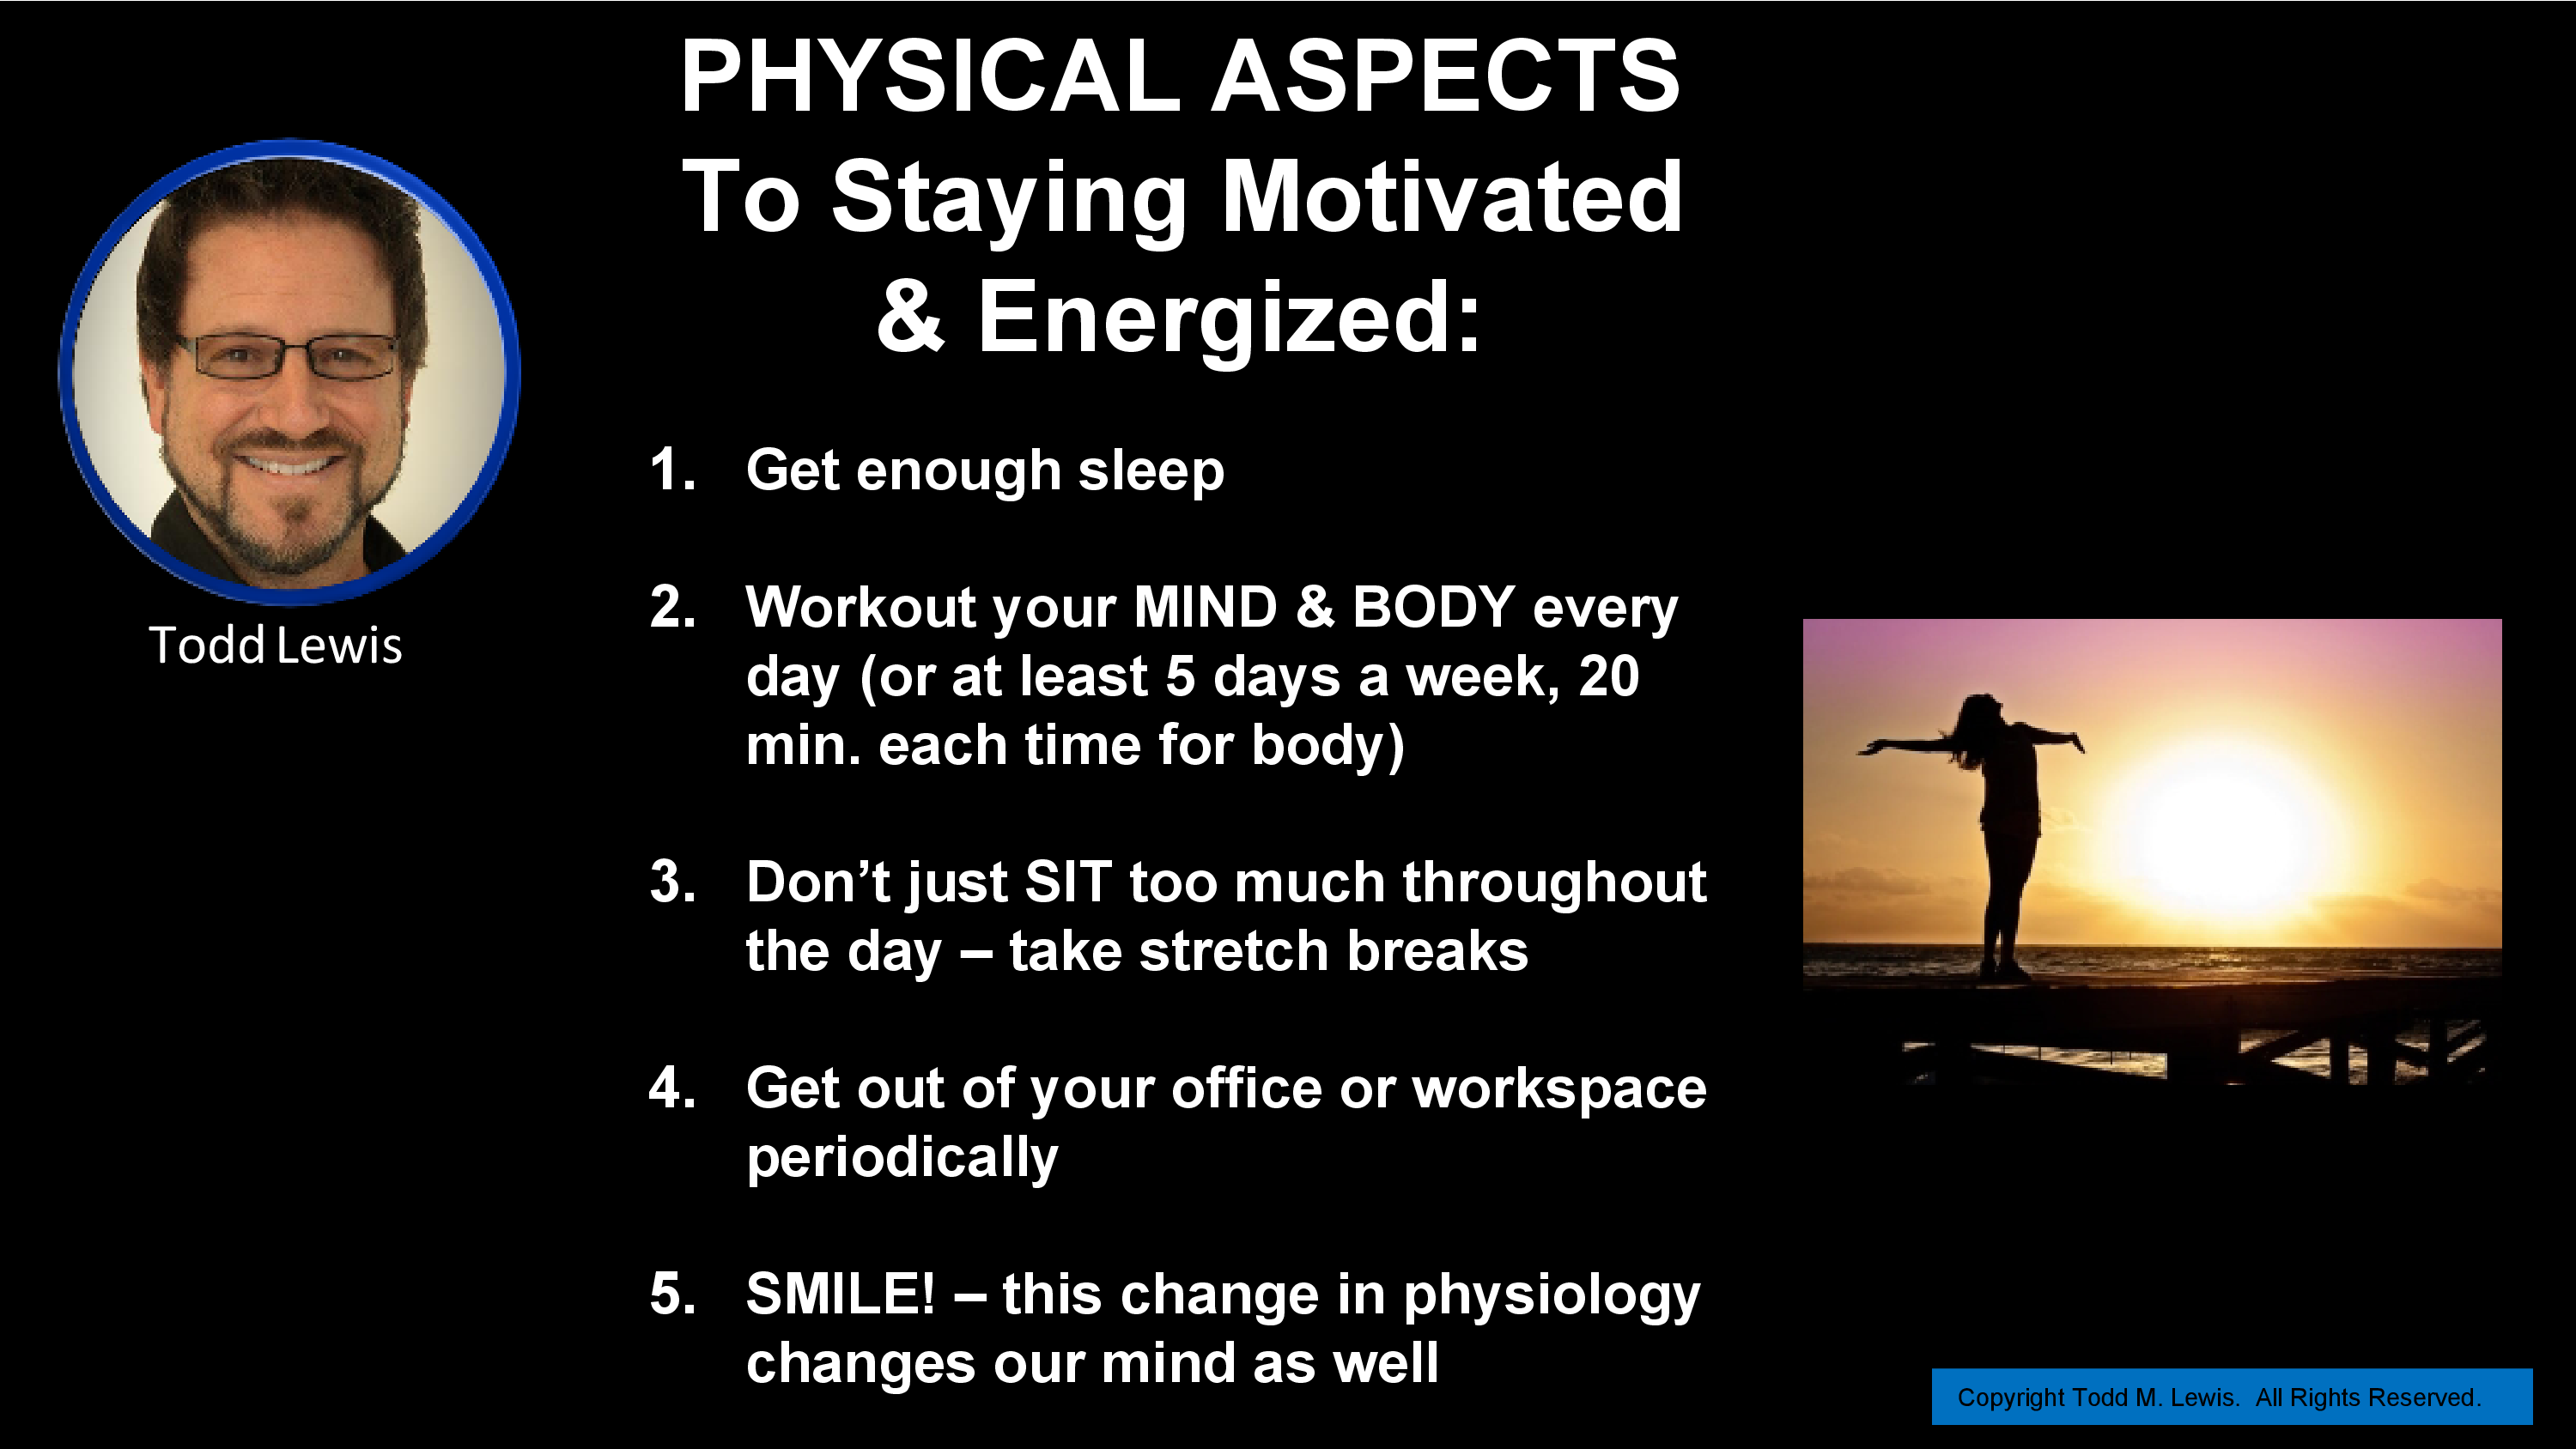 PHYSICAL ASPECTS
To Staying Motivated
& Energized:
Todd Lewis
1. Get enough sleep
2. Workout your MIND & BODY every
day (or at least 5 days a week, 20
min. each time for body)
3. Don’t just SIT too much throughout
the day – take stretch breaks
4. Get out of your office or workspace
periodically
5. SMILE! – this change in physiology
changes our mind as well
Copyright Todd M. Lewis. All Rights Reserved.